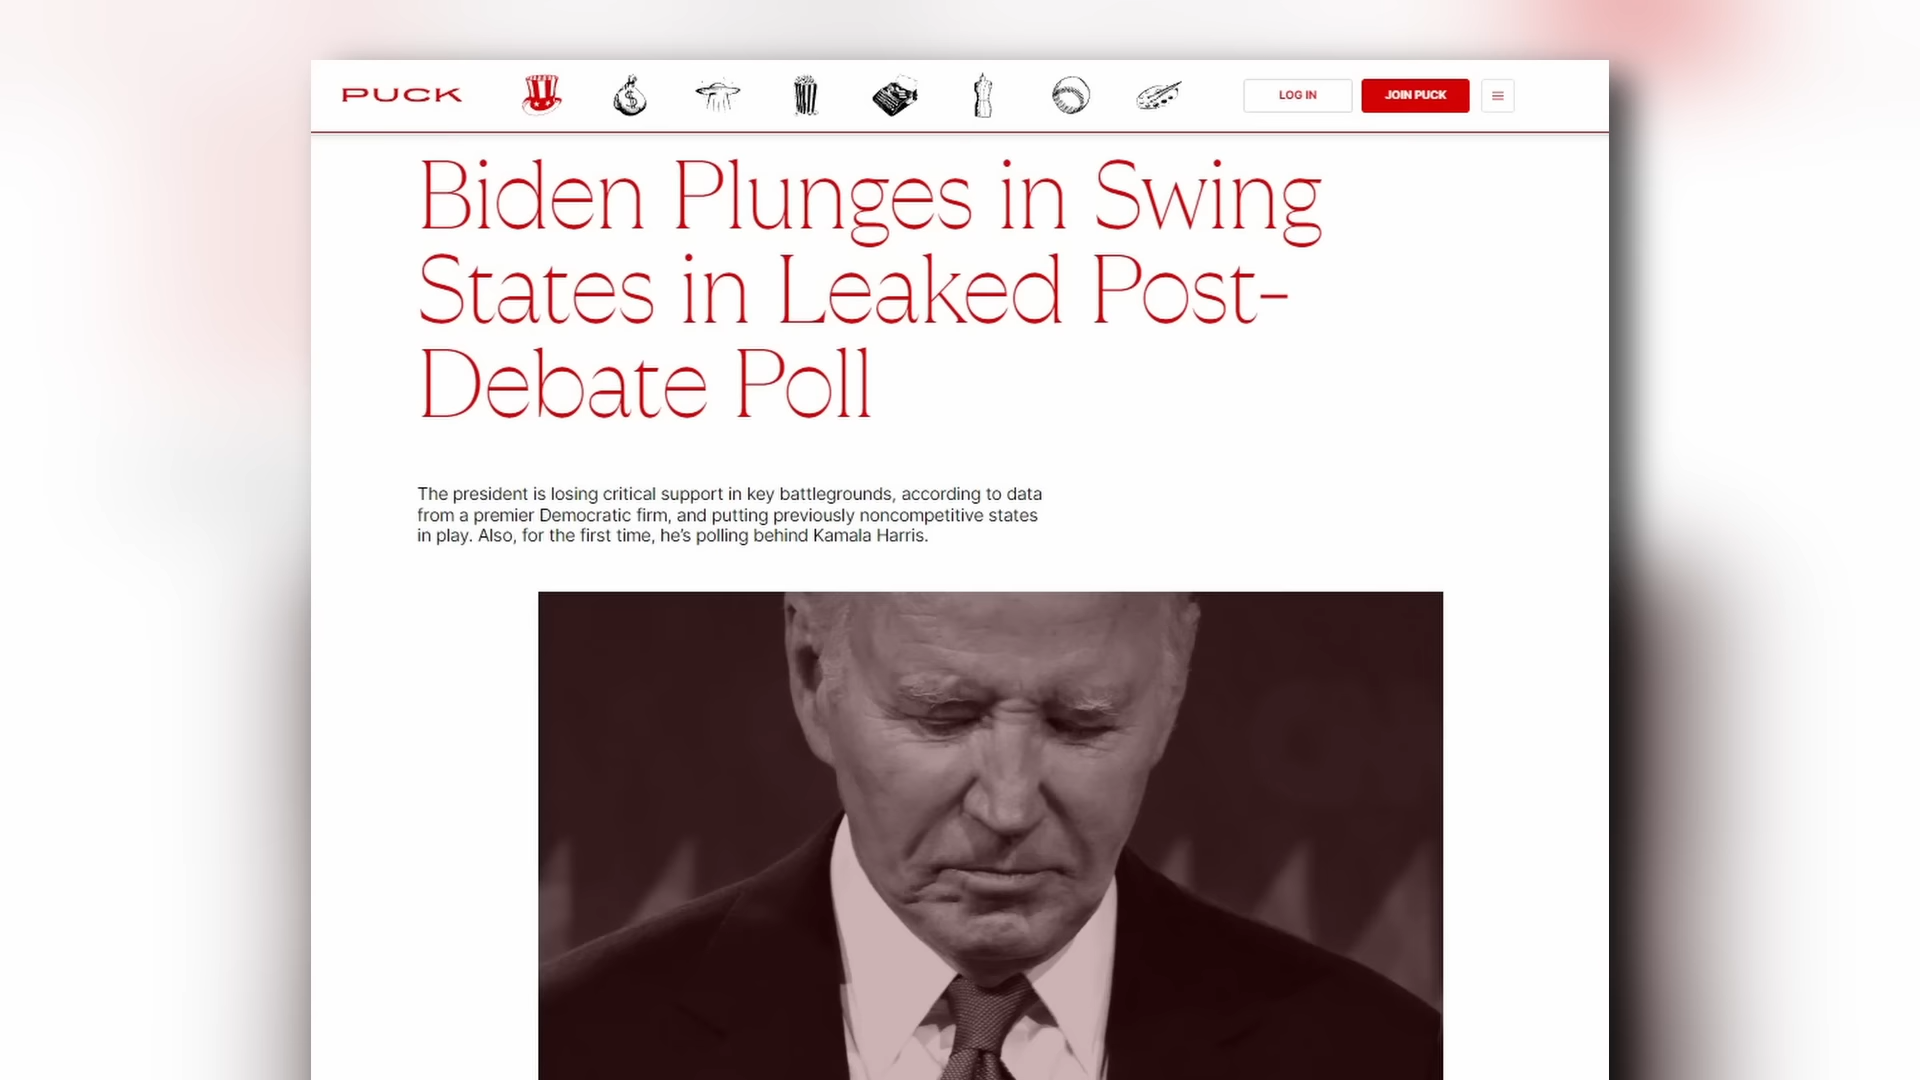 PUCK
LOG IN
JOIN PUCK
Biden Plunges in Swing
States in Leaked Post-
Debate Poll
The president is losing critical support in key battlegrounds, according to data
from a premier Democratic firm, and putting previously noncompetitive states
in play. Also, for the first time, he's polling behind Kamala Harris.